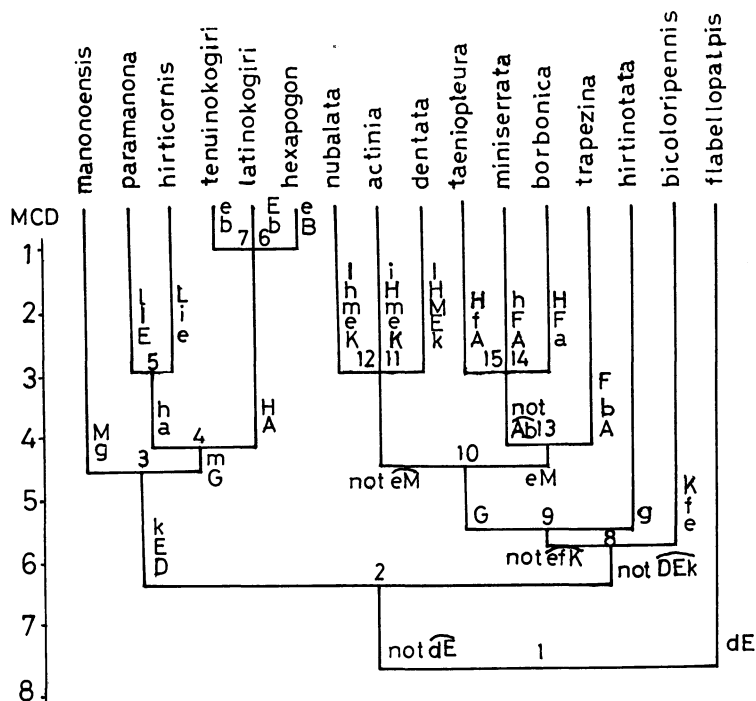 manonoensis
paramanona
hirticornis
tenuinokogiri
latinokogiri
hexapogon
nubalata
actinia
dentata
taeniopleura
miniserrata
borbonica
trapezina
hirtinotata
bicoloripennis
flabellopalpis
MCD
e E e
b b B
7 6
1
I i I
h H H
m m M
e e E
K K k
L L
I i
E e
H h H
f F F
A A a
2
12 11
15 14
5
3
F
b
A
h
a
H
A
not
Ab 13
4
M
g
3
4
m
G
10
not eM
eM
5
G
9
g
K
f
e
8
k
E
D
not efK
not DEk
6
2
7
not dE
1
dE
8